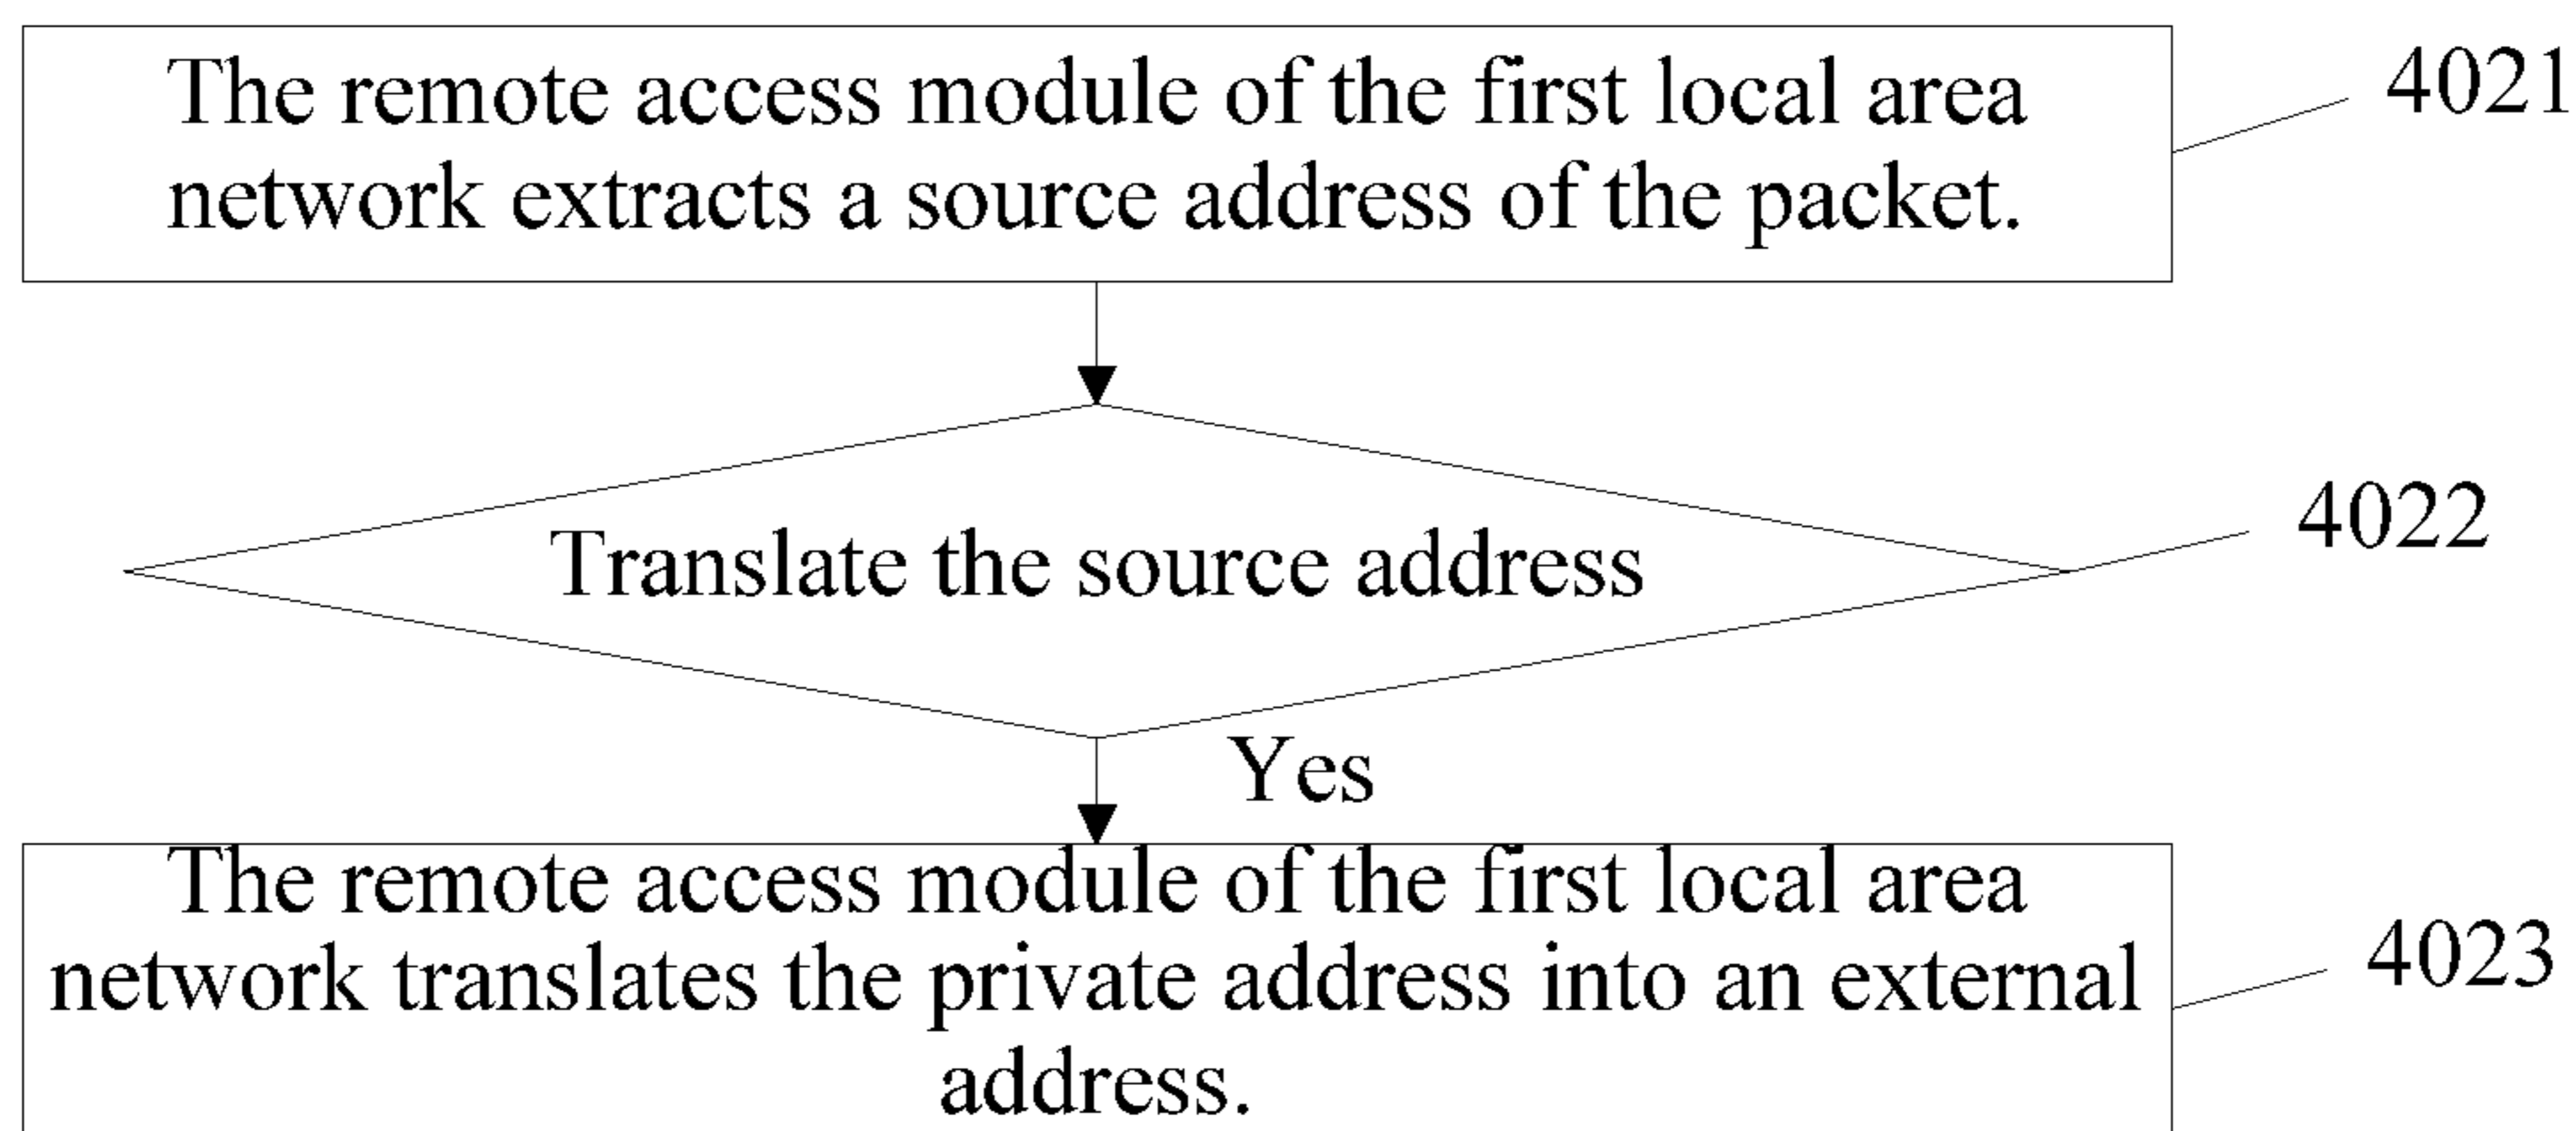 The remote access module of the first local area
network extracts a source address of the packet.
4021
Translate the source address
4022
Yes
The remote access module of the first local area
network translates the private address into an external
address.
4023